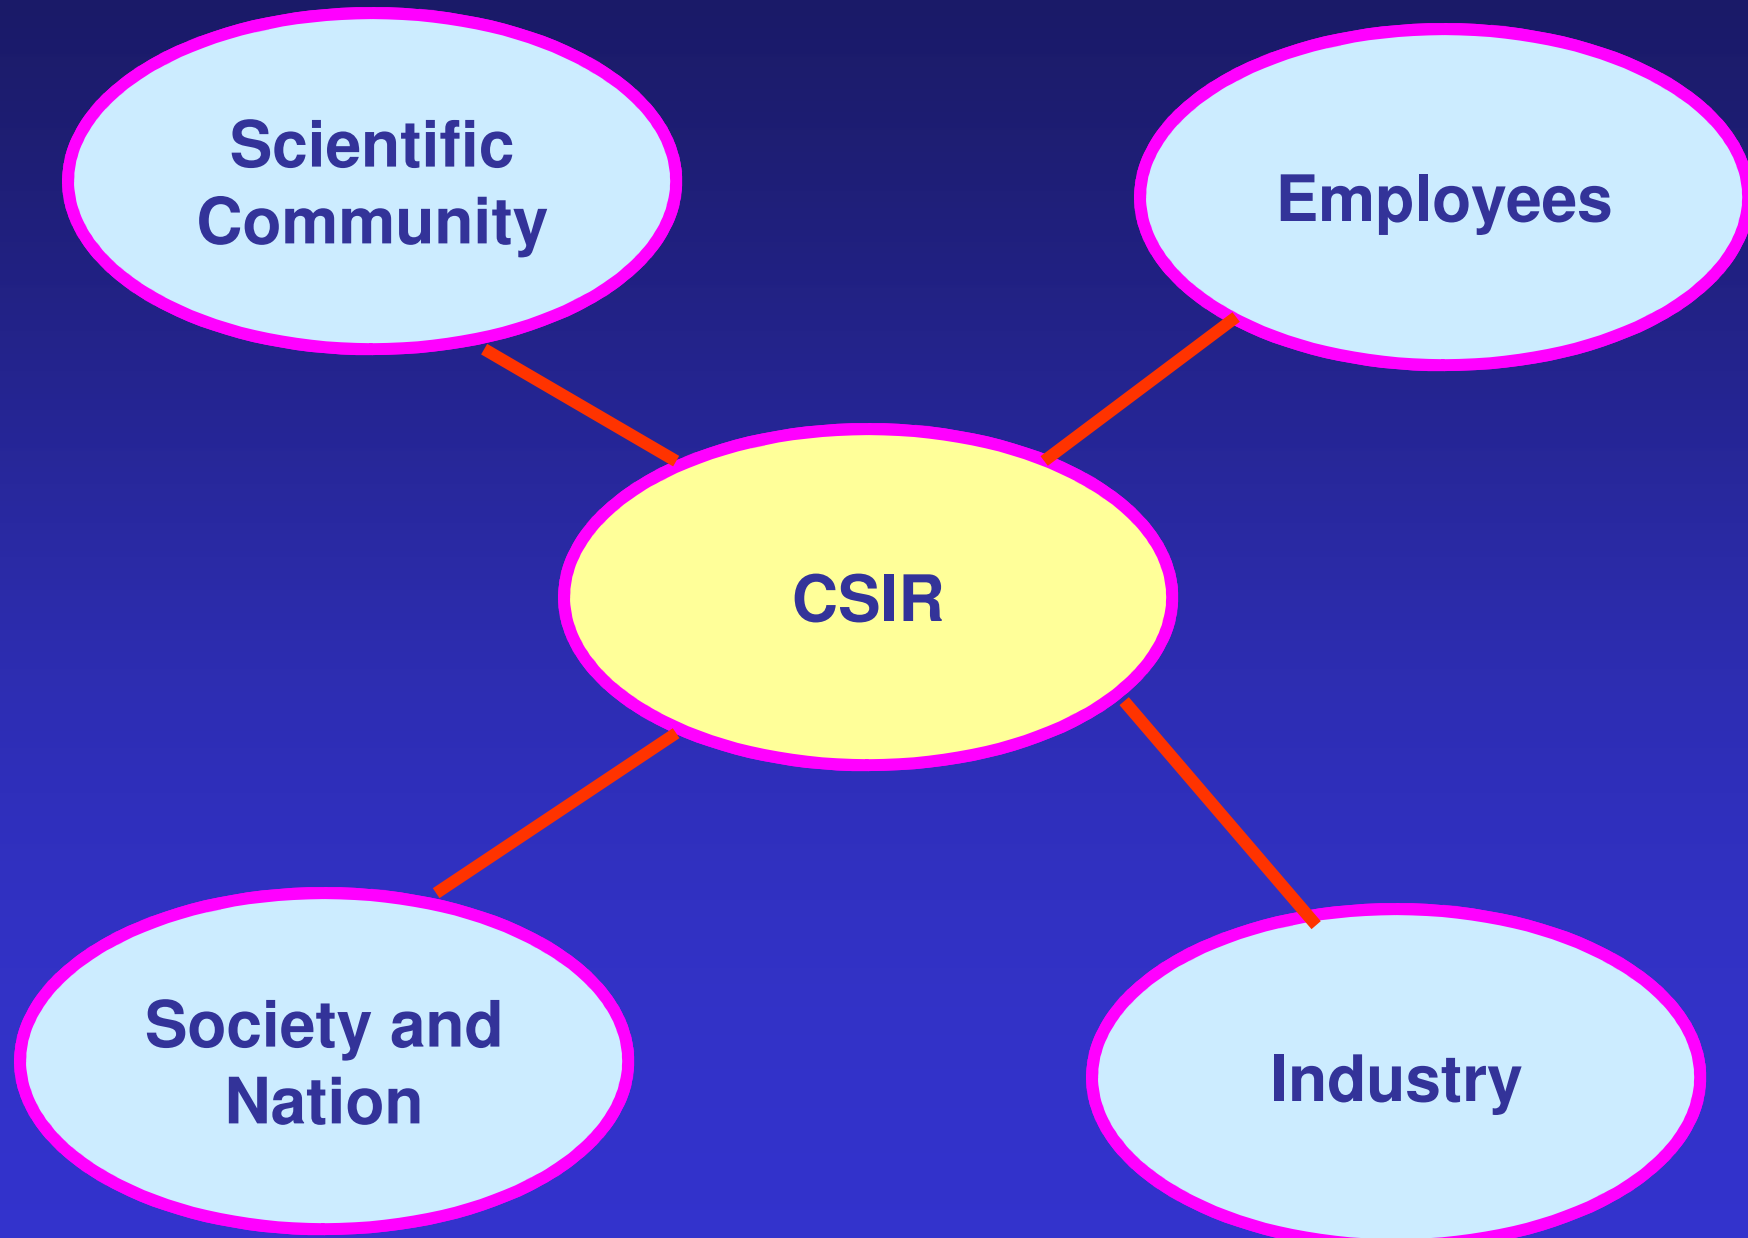 Scientific
Community
Employees
CSIR
Society and
Nation
Industry